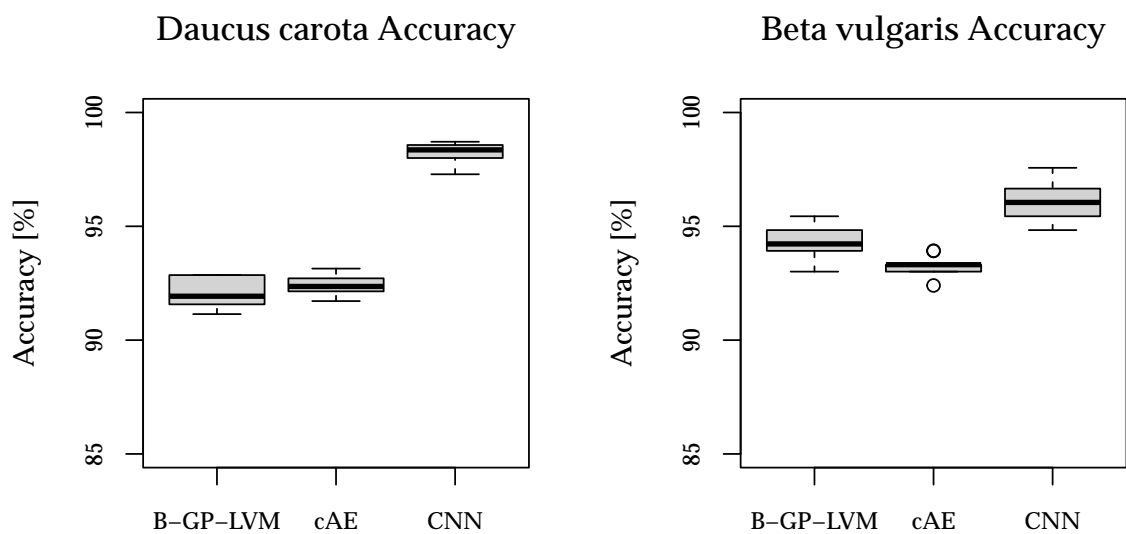 Daucus carota Accuracy
Accuracy [%]
100
95
90
85
B−GP−LVM cAE CNN
Beta vulgaris Accuracy
Accuracy [%]
100
95
90
85
B−GP−LVM cAE CNN